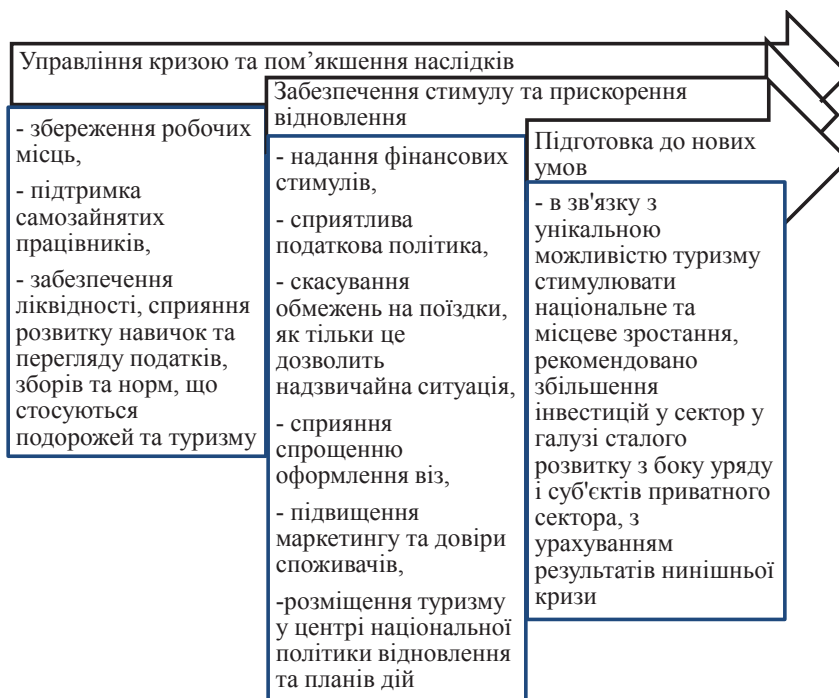 Управління кризою та пом’якшення наслідків
- збереження робочих
місць,
- підтримка
самозайнятих
працівників,
- забезпечення
ліквідності, сприяння
розвитку навичок та
перегляду податків,
зборів та норм, що
стосуються
подорожей та туризму
Забезпечення стимулу та прискорення
відновлення
- надання фінансових
стимулів,
- сприятлива
податкова політика,
- скасування
обмежень на поїздки,
як тільки це
дозволить
надзвичайна ситуація,
- сприяння
спрощенню
оформлення віз,
- підвищення
маркетингу та довіри
споживачів,
-розміщення туризму
у центрі національної
політики відновлення
та планів дій
Підготовка до нових
умов
- в зв'язку з
унікальною
можливістю туризму
стимулювати
національне та
місцеве зростання,
рекомендовано
збільшення
інвестицій у сектор у
галузі сталого
розвитку з боку уряду
і суб'єктів приватного
сектора, з
урахуванням
результатів нинішньої
кризи